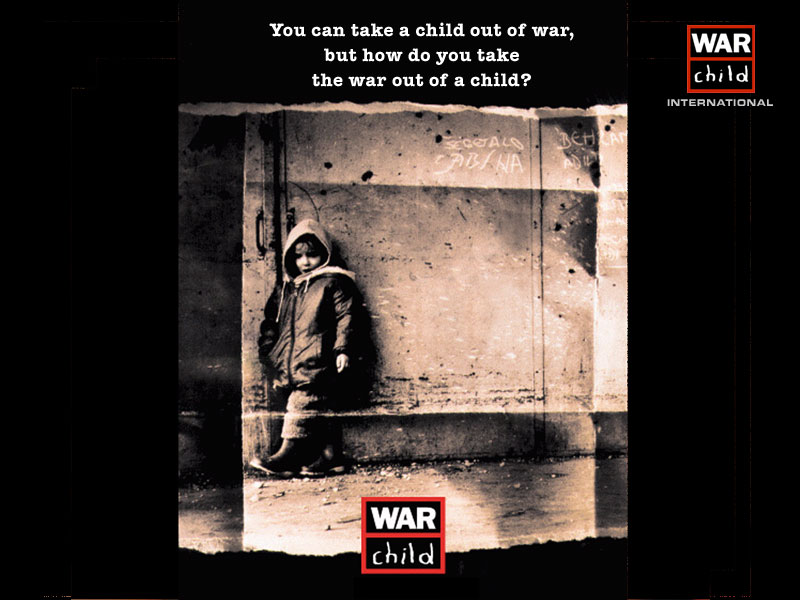 You can take a child out of war,
but how do you take
the war out of a child?
WAR
child
INTERNATIONAL
SABINA
WAR
child